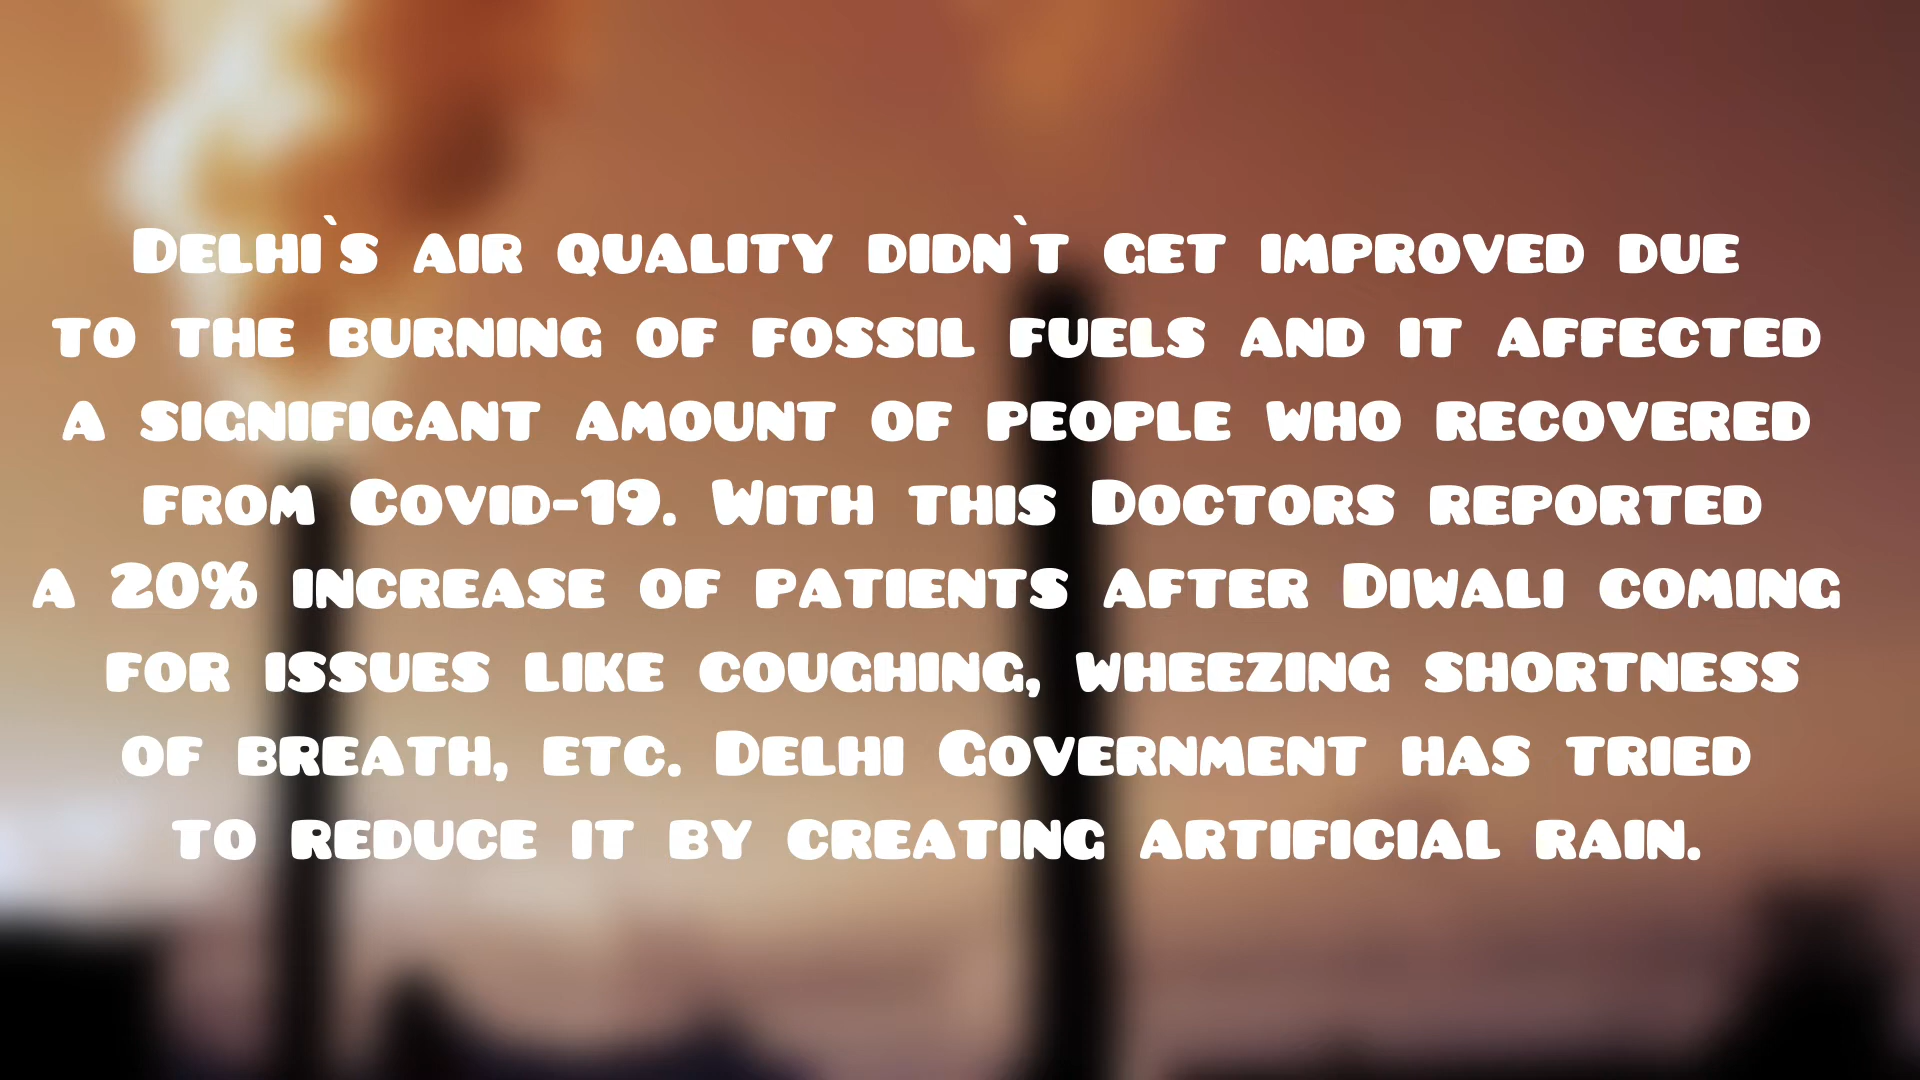 Delhi`s air quality didn`t get improved due
to the burning of fossil fuels and it affected
a significant amount of people who recovered
from Covid-19. With this Doctors reported
a 20% increase of patients after Diwali coming
for issues like coughing, wheezing shortness
of breath, etc. Delhi Government has tried
to reduce it by creating artificial rain.